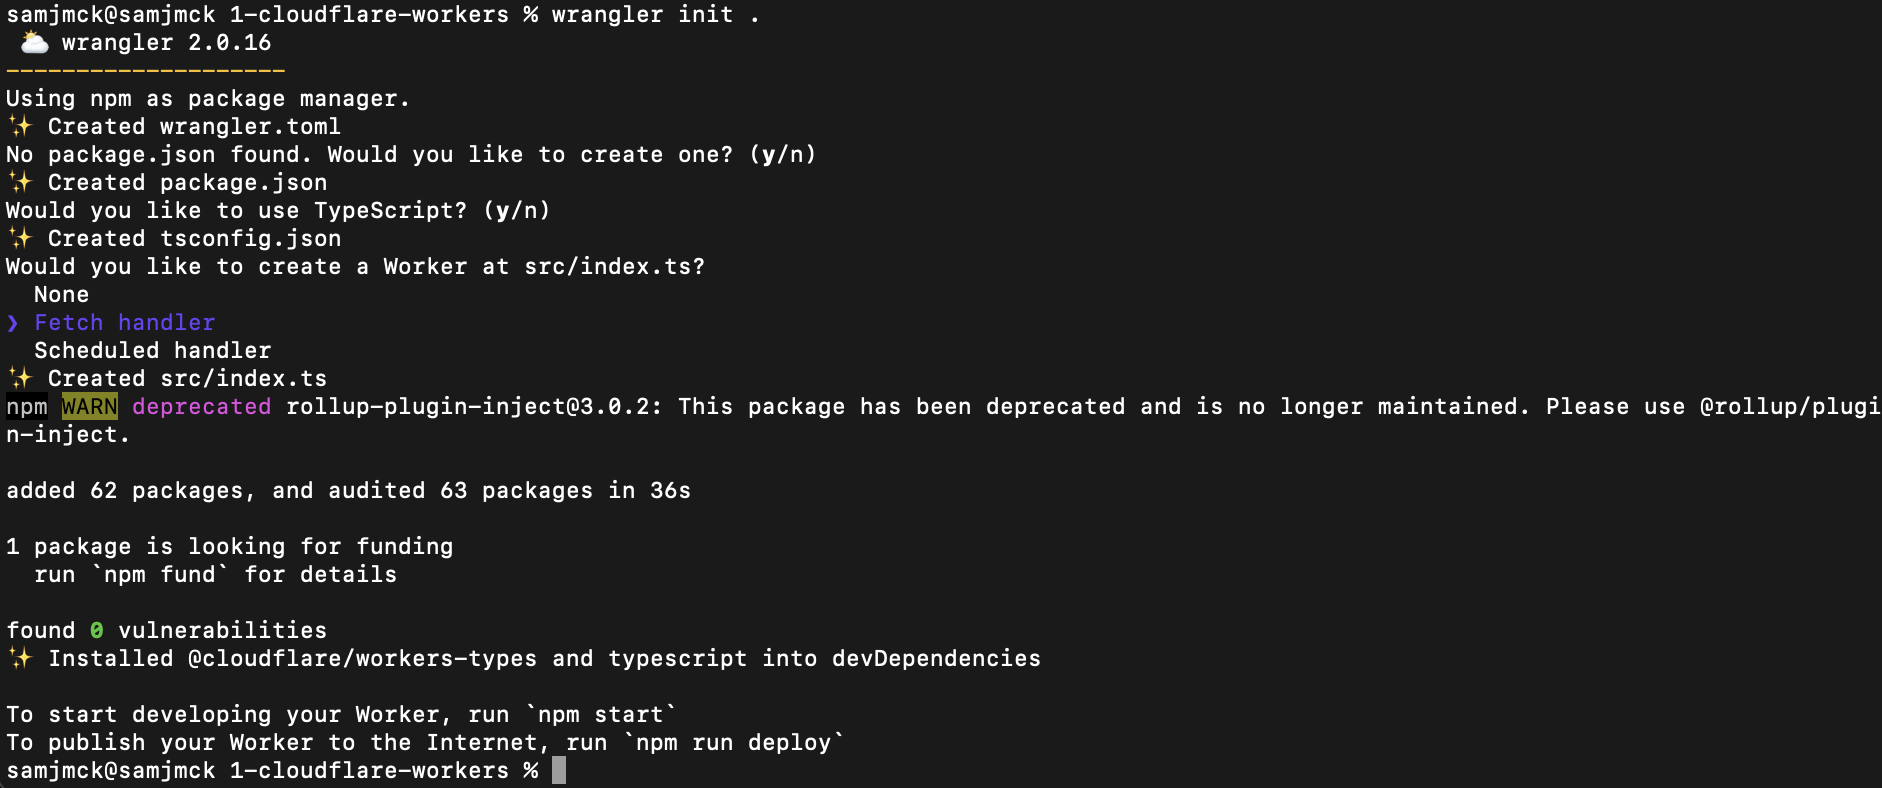 samjmck@samjmck 1-cloudflare-workers % wrangler init .
⛅️ wrangler 2.0.16
--------------------
Using npm as package manager.
✨ Created wrangler.toml
No package.json found. Would you like to create one? (y/n)
✨ Created package.json
Would you like to use TypeScript? (y/n)
✨ Created tsconfig.json
Would you like to create a Worker at src/index.ts?
  None
❯ Fetch handler
  Scheduled handler
✨ Created src/index.ts
npm WARN deprecated rollup-plugin-inject@3.0.2: This package has been deprecated and is no longer maintained. Please use @rollup/plugi
n-inject.

added 62 packages, and audited 63 packages in 36s

1 package is looking for funding
  run `npm fund` for details

found 0 vulnerabilities
✨ Installed @cloudflare/workers-types and typescript into devDependencies

To start developing your Worker, run `npm start`
To publish your Worker to the Internet, run `npm run deploy`
samjmck@samjmck 1-cloudflare-workers %